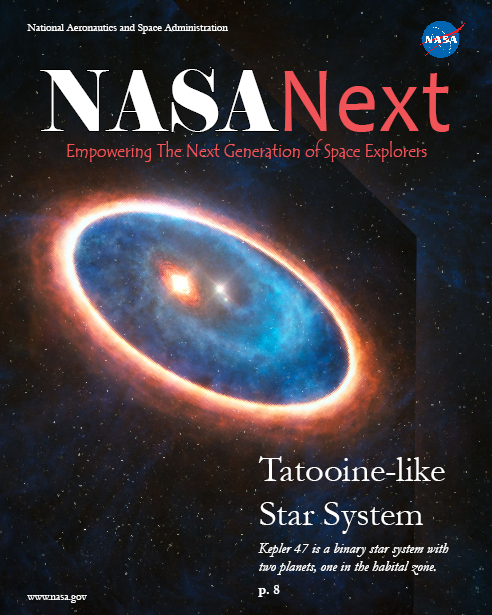 National Aeronautics and Space Administration
NASA
NASANext
Empowering The Next Generation of Space Explorers
Tatooine-like
Star System
Kepler 47 is a binary star system with
two planets, one in the habital zone.
p. 8
www.nasa.gov